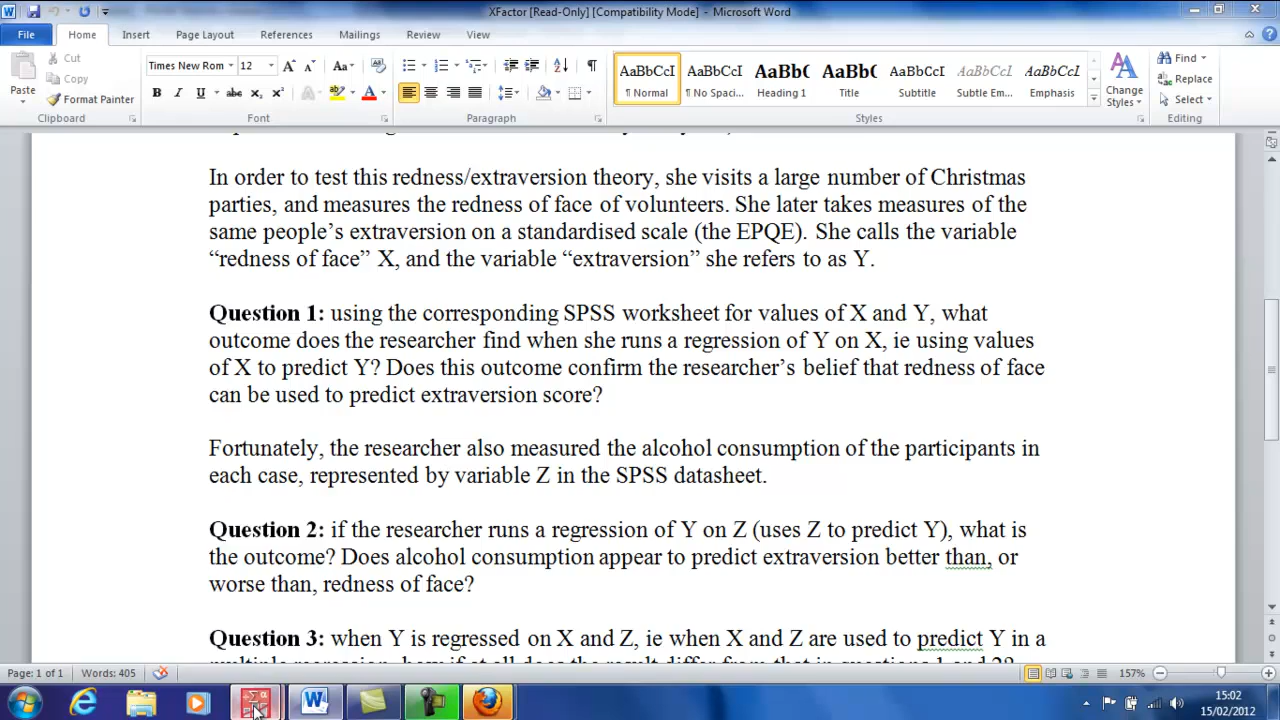 XFactor [Read-Only] [Compatibility Mode] - Microsoft Word
File Home Insert Page Layout References Mailings Review View
Cut
Copy
Paste
Format Painter
Clipboard
Times New Rom 12
Font
Paragraph
AaBbCcI AaBbCcI AaBbC AaBbC AaBbCcI AaBbCcI AaBbCcI
¶ Normal ¶ No Spaci... Heading 1 Title Subtitle Subtle Em... Emphasis
Styles
Change Styles
Find
Replace
Select
Editing
In order to test this redness/extraversion theory, she visits a large number of Christmas
parties, and measures the redness of face of volunteers. She later takes measures of the
same people’s extraversion on a standardised scale (the EPQE). She calls the variable
“redness of face” X, and the variable “extraversion” she refers to as Y.
Question 1: using the corresponding SPSS worksheet for values of X and Y, what
outcome does the researcher find when she runs a regression of Y on X, ie using values
of X to predict Y? Does this outcome confirm the researcher’s belief that redness of face
can be used to predict extraversion score?
Fortunately, the researcher also measured the alcohol consumption of the participants in
each case, represented by variable Z in the SPSS datasheet.
Question 2: if the researcher runs a regression of Y on Z (uses Z to predict Y), what is
the outcome? Does alcohol consumption appear to predict extraversion better than, or
worse than, redness of face?
Question 3: when Y is regressed on X and Z, ie when X and Z are used to predict Y in a
Page: 1 of 1 Words: 405 157%
15:02
15/02/2012